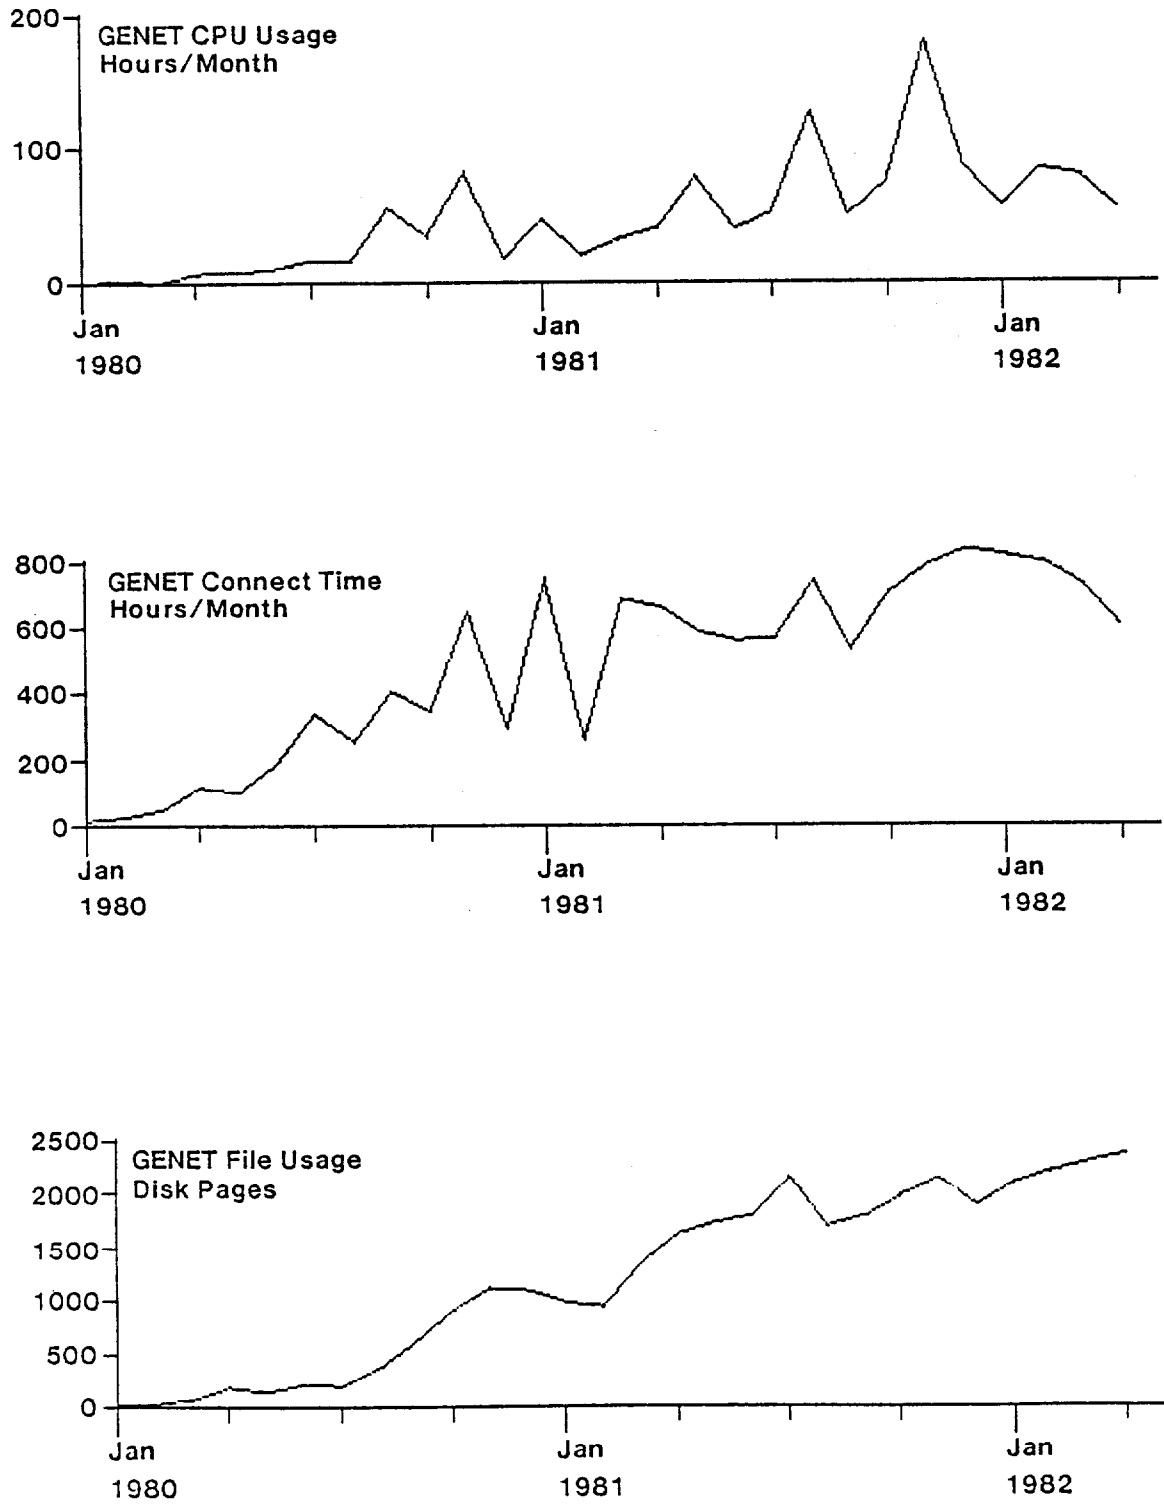 200
GENET CPU Usage
Hours/Month
100
0
Jan
1980
Jan
1981
Jan
1982
800
GENET Connect Time
Hours/Month
600
400
200
0
Jan
1980
Jan
1981
Jan
1982
2500
GENET File Usage
Disk Pages
2000
1500
1000
500
0
Jan
1980
Jan
1981
Jan
1982